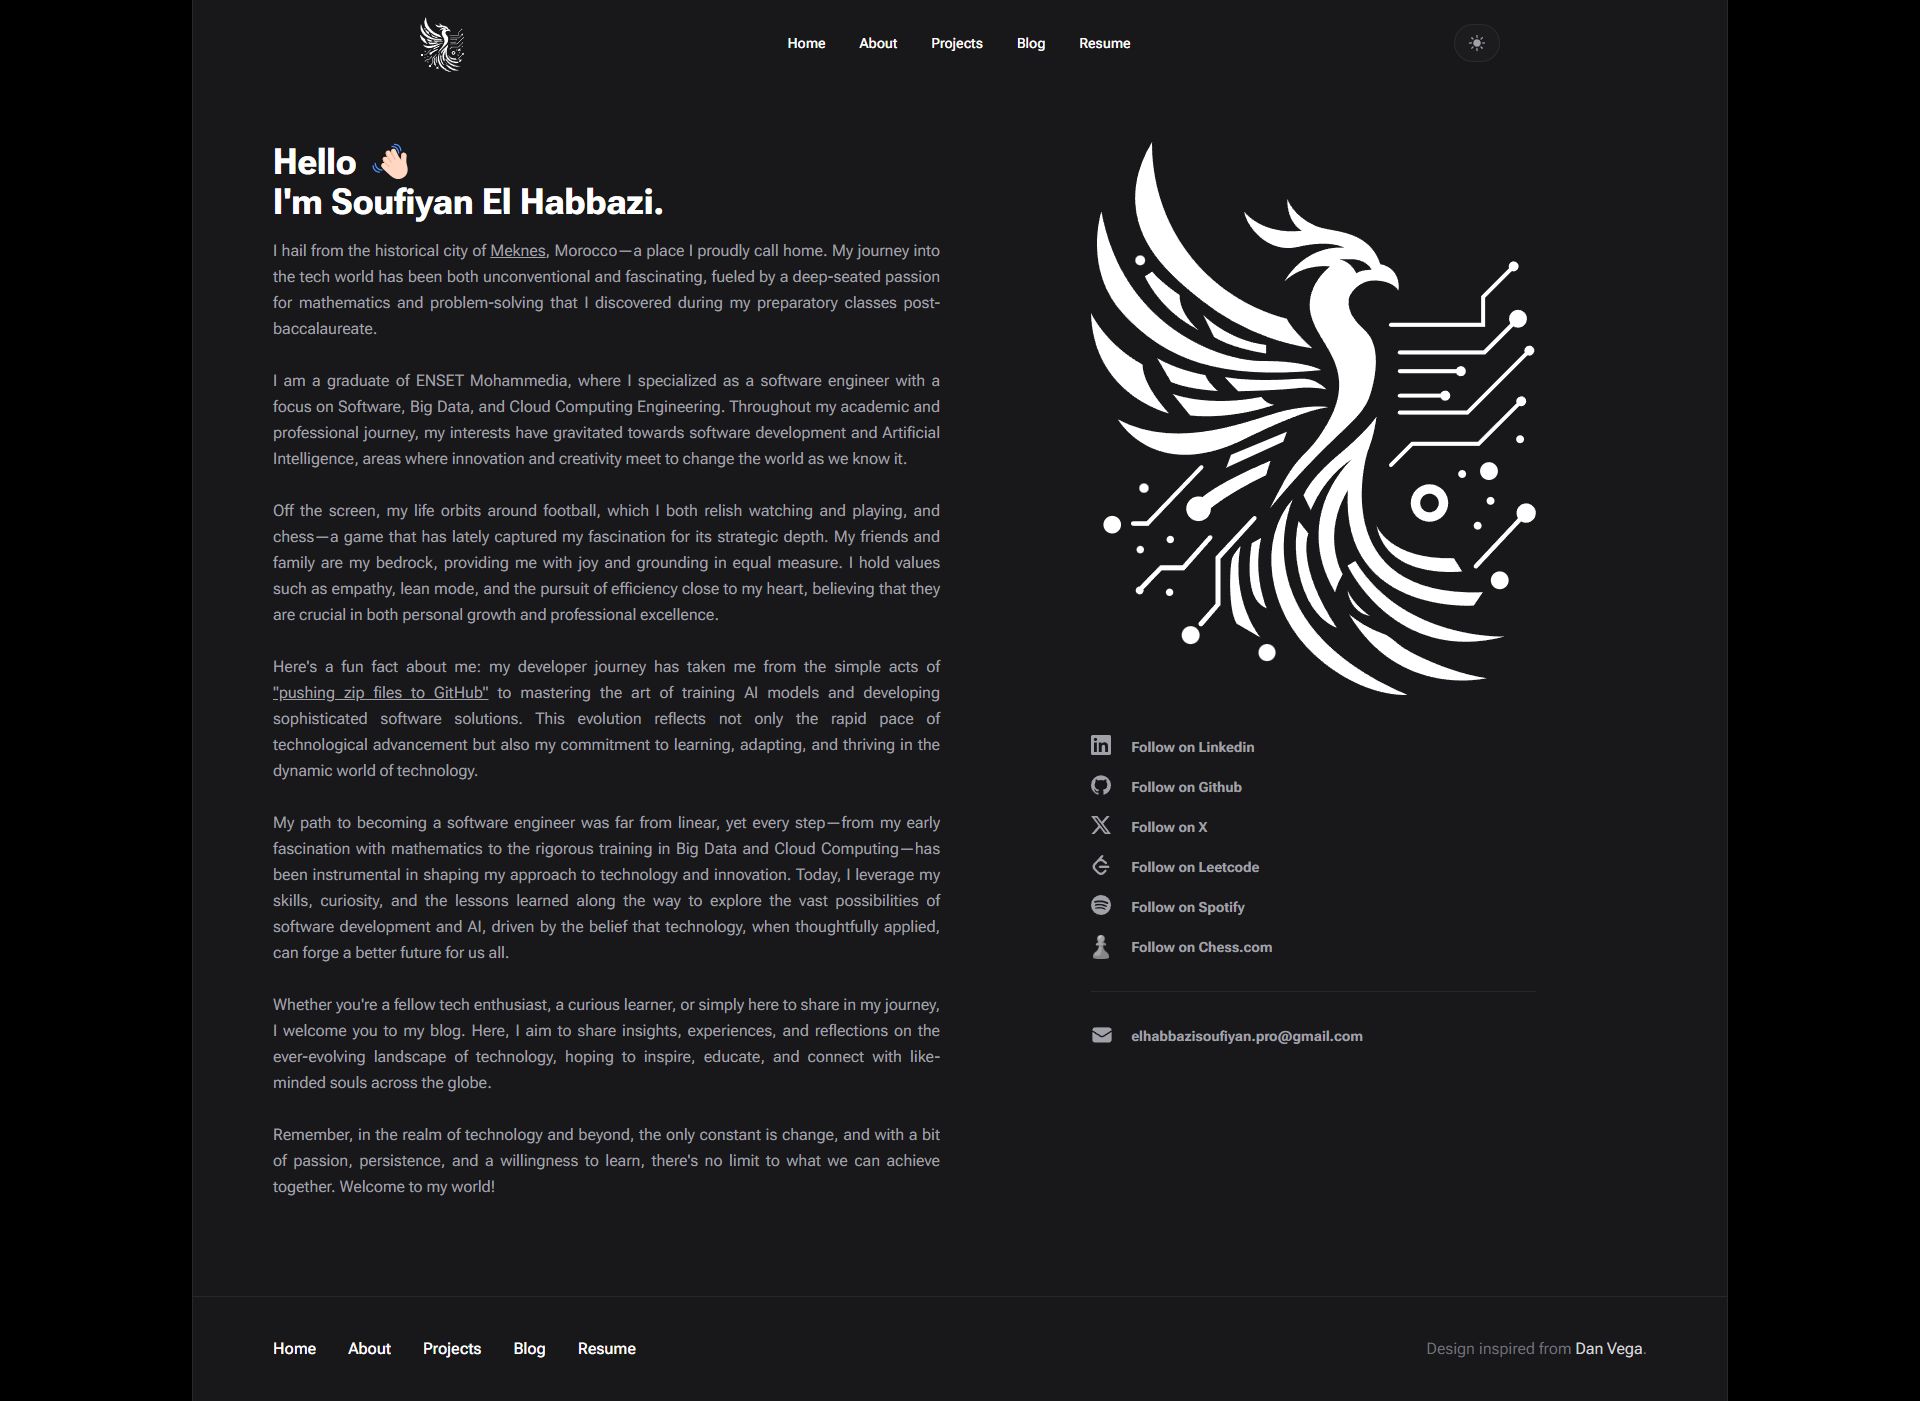 Home About Projects Blog Resume
Hello 👋🏻
I'm Soufiyan El Habbazi.
I hail from the historical city of Meknes, Morocco—a place I proudly call home. My journey into
the tech world has been both unconventional and fascinating, fueled by a deep-seated passion
for mathematics and problem-solving that I discovered during my preparatory classes post-
baccalaureate.
I am a graduate of ENSET Mohammedia, where I specialized as a software engineer with a
focus on Software, Big Data, and Cloud Computing Engineering. Throughout my academic and
professional journey, my interests have gravitated towards software development and Artificial
Intelligence, areas where innovation and creativity meet to change the world as we know it.
Off the screen, my life orbits around football, which I both relish watching and playing, and
chess—a game that has lately captured my fascination for its strategic depth. My friends and
family are my bedrock, providing me with joy and grounding in equal measure. I hold values
such as empathy, lean mode, and the pursuit of efficiency close to my heart, believing that they
are crucial in both personal growth and professional excellence.
Here's a fun fact about me: my developer journey has taken me from the simple acts of
"pushing zip files to GitHub" to mastering the art of training AI models and developing
sophisticated software solutions. This evolution reflects not only the rapid pace of
technological advancement but also my commitment to learning, adapting, and thriving in the
dynamic world of technology.
My path to becoming a software engineer was far from linear, yet every step—from my early
fascination with mathematics to the rigorous training in Big Data and Cloud Computing—has
been instrumental in shaping my approach to technology and innovation. Today, I leverage my
skills, curiosity, and the lessons learned along the way to explore the vast possibilities of
software development and AI, driven by the belief that technology, when thoughtfully applied,
can forge a better future for us all.
Whether you're a fellow tech enthusiast, a curious learner, or simply here to share in my journey,
I welcome you to my blog. Here, I aim to share insights, experiences, and reflections on the
ever-evolving landscape of technology, hoping to inspire, educate, and connect with like-
minded souls across the globe.
Remember, in the realm of technology and beyond, the only constant is change, and with a bit
of passion, persistence, and a willingness to learn, there's no limit to what we can achieve
together. Welcome to my world!
Follow on Linkedin
Follow on Github
Follow on X
Follow on Leetcode
Follow on Spotify
Follow on Chess.com
elhabbazisoufiyan.pro@gmail.com
Home About Projects Blog Resume
Design inspired from Dan Vega.